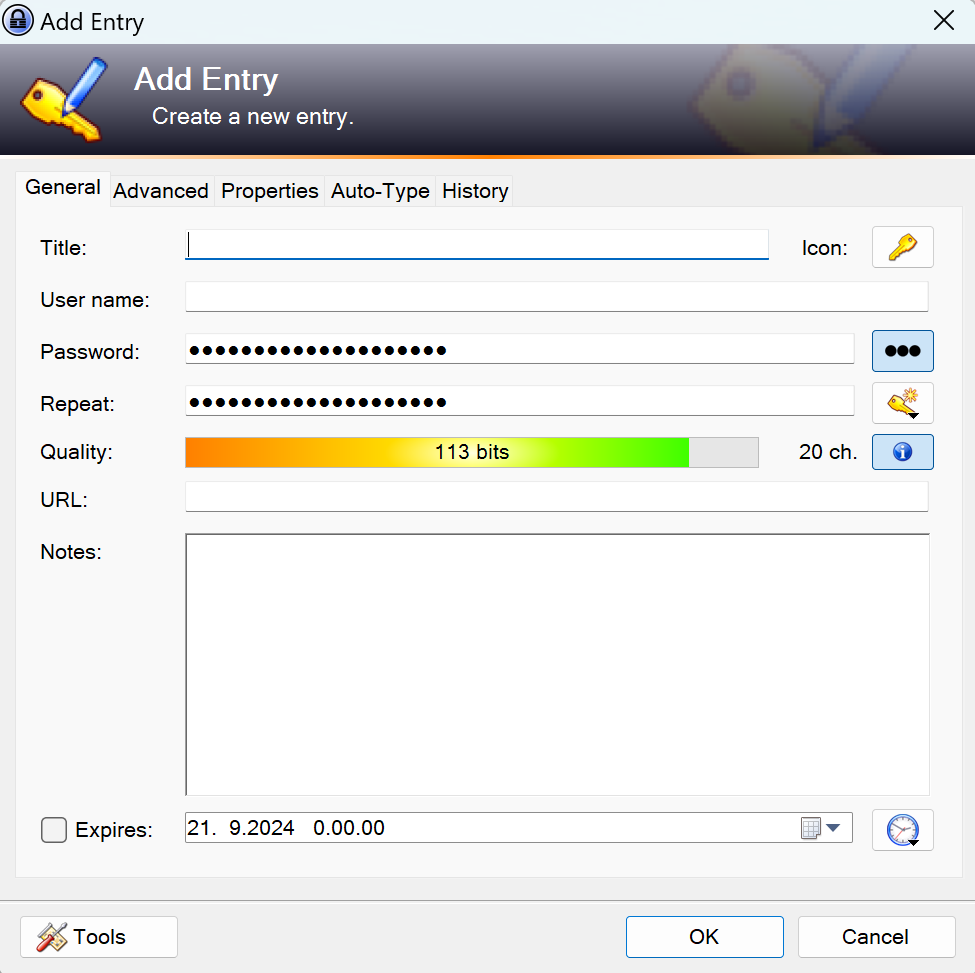 Add Entry
Add Entry
Create a new entry.
General Advanced Properties Auto-Type History
Title: Icon:
User name:
Password: ●●●●●●●●●●●●●●●●●●●● ●●●
Repeat: ●●●●●●●●●●●●●●●●●●●●
Quality: 113 bits 20 ch.
URL:
Notes:
Expires: 21. 9.2024 0.00.00
Tools OK Cancel